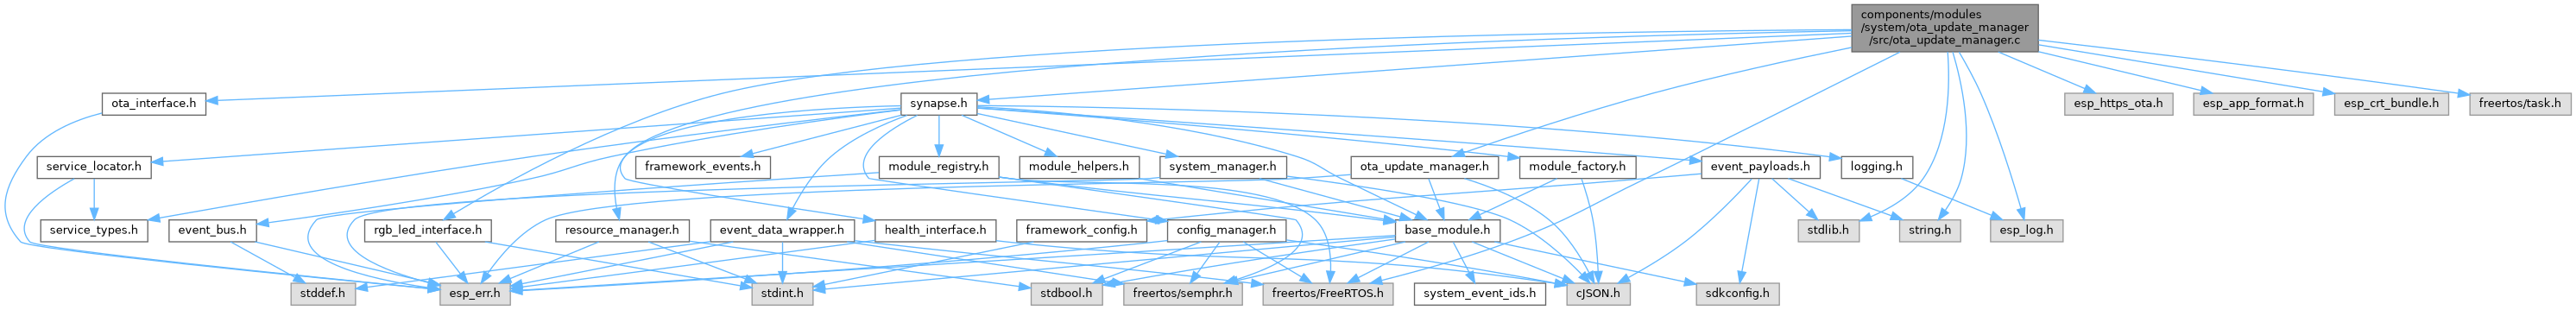 components/modules
/system/ota_update_manager
/src/ota_update_manager.c
ota_interface.h
synapse.h
esp_https_ota.h
esp_app_format.h
esp_crt_bundle.h
freertos/task.h
service_locator.h
framework_events.h
module_registry.h
module_helpers.h
system_manager.h
ota_update_manager.h
module_factory.h
event_payloads.h
logging.h
service_types.h
event_bus.h
rgb_led_interface.h
resource_manager.h
event_data_wrapper.h
health_interface.h
framework_config.h
config_manager.h
base_module.h
stdlib.h
string.h
esp_log.h
stddef.h
esp_err.h
stdint.h
stdbool.h
freertos/semphr.h
freertos/FreeRTOS.h
system_event_ids.h
cJSON.h
sdkconfig.h